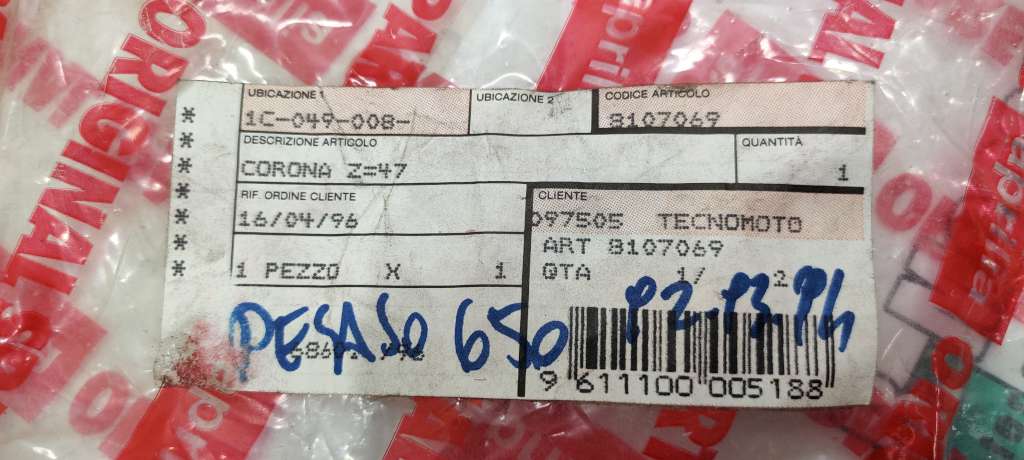 UBICAZIONE 1
UBICAZIONE 2
CODICE ARTICOLO
1C-049-008-
8107069
DESCRIZIONE ARTICOLO
QUANTITÀ
CORONA Z=47
1
RIF. ORDINE CLIENTE
CLIENTE
16/04/96
097505 TECNOMOTO
ART 8107069
1 PEZZO X 1
QTA 1/ 2
PEGASO 650
92 93 94
9 611100 005188
ORIGINAL
aprilia